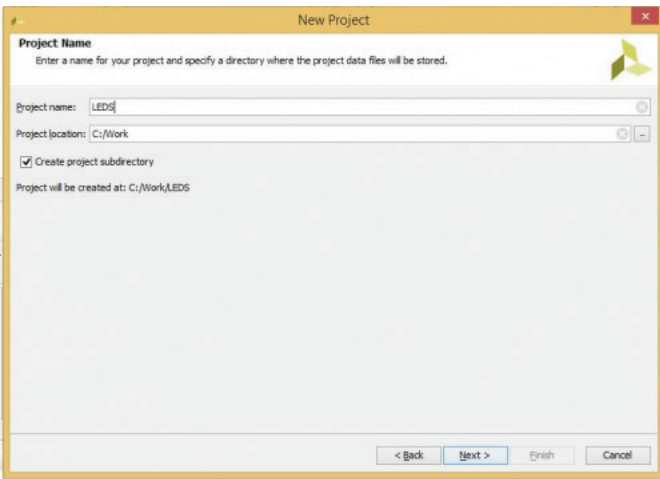 New Project
Project Name
Enter a name for your project and specify a directory where the project data files will be stored.
Project name: LEDS
Project location: C:/Work
Create project subdirectory
Project will be created at: C:/Work/LEDS
< Back Next > Finish Cancel